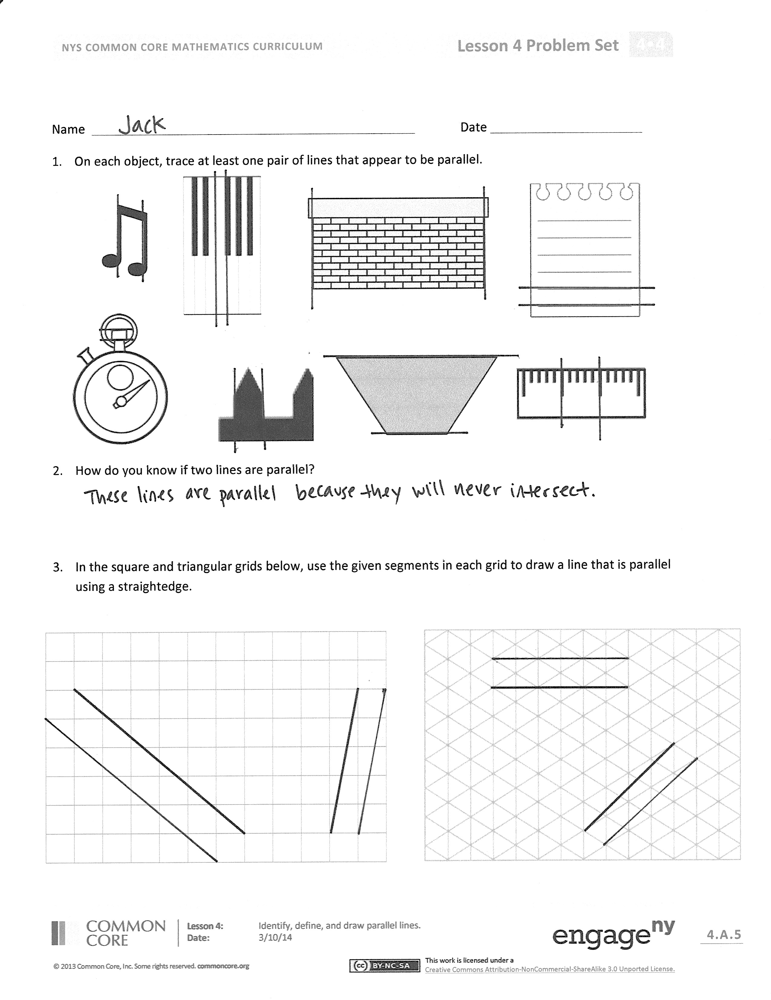 NYS COMMON CORE MATHEMATICS CURRICULUM
Lesson 4 Problem Set
4•4
Name Jack
Date
1. On each object, trace at least one pair of lines that appear to be parallel.
2. How do you know if two lines are parallel?
These lines are parallel because they will never intersect.
3. In the square and triangular grids below, use the given segments in each grid to draw a line that is parallel
using a straightedge.
COMMON
CORE
Lesson 4: Identify, define, and draw parallel lines.
Date: 3/10/14
engageny
4.A.5
© 2013 Common Core, Inc. Some rights reserved. commoncore.org
cc BY-NC-SA
This work is licensed under a
Creative Commons Attribution-NonCommercial-ShareAlike 3.0 Unported License.